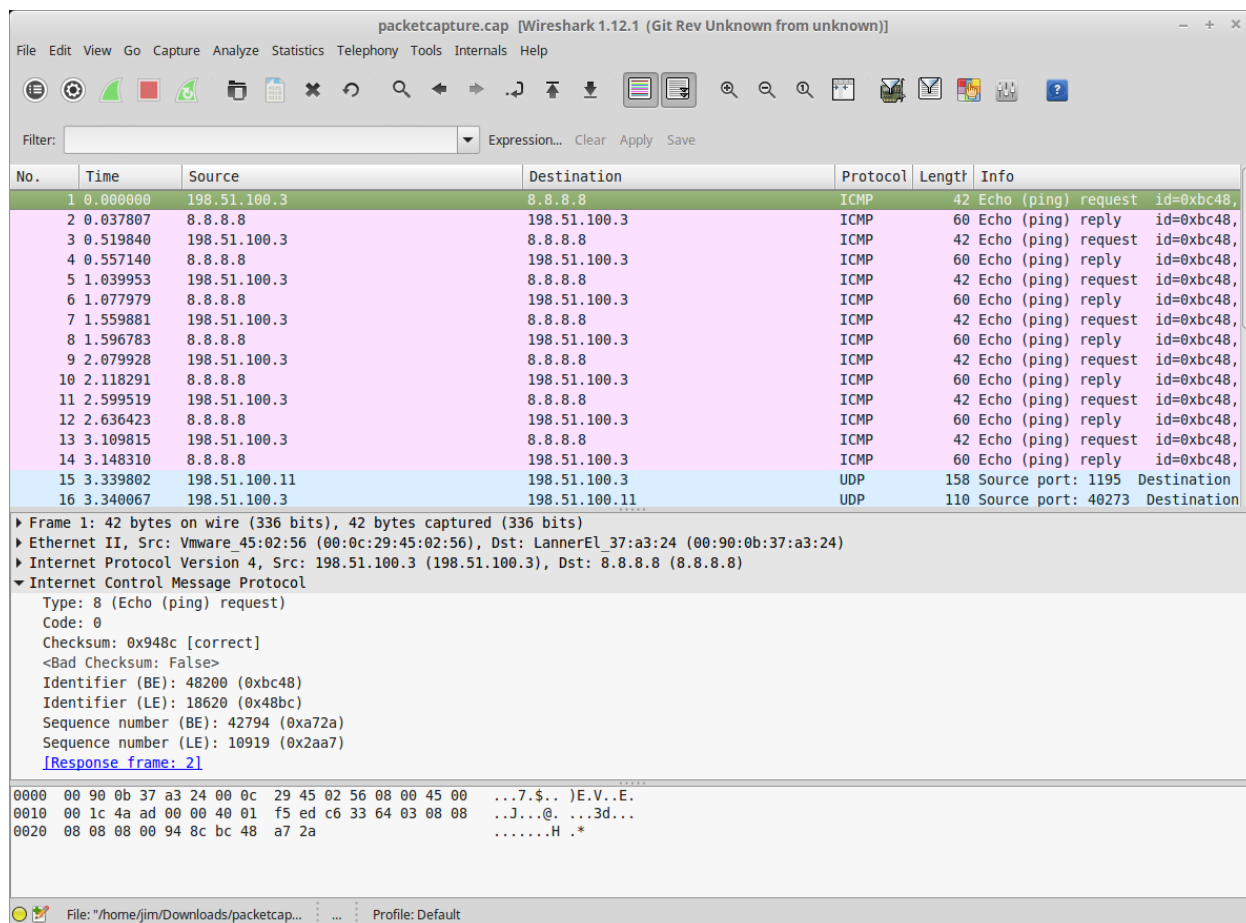 packetcapture.cap [Wireshark 1.12.1 (Git Rev Unknown from unknown)]
File Edit View Go Capture Analyze Statistics Telephony Tools Internals Help
Filter: Expression... Clear Apply Save
No. Time Source Destination Protocol Length Info
1 0.000000 198.51.100.3 8.8.8.8 ICMP 42 Echo (ping) request id=0xbc48,
2 0.037807 8.8.8.8 198.51.100.3 ICMP 60 Echo (ping) reply id=0xbc48,
3 0.519840 198.51.100.3 8.8.8.8 ICMP 42 Echo (ping) request id=0xbc48,
4 0.557140 8.8.8.8 198.51.100.3 ICMP 60 Echo (ping) reply id=0xbc48,
5 1.039953 198.51.100.3 8.8.8.8 ICMP 42 Echo (ping) request id=0xbc48,
6 1.077979 8.8.8.8 198.51.100.3 ICMP 60 Echo (ping) reply id=0xbc48,
7 1.559881 198.51.100.3 8.8.8.8 ICMP 42 Echo (ping) request id=0xbc48,
8 1.596783 8.8.8.8 198.51.100.3 ICMP 60 Echo (ping) reply id=0xbc48,
9 2.079928 198.51.100.3 8.8.8.8 ICMP 42 Echo (ping) request id=0xbc48,
10 2.118291 8.8.8.8 198.51.100.3 ICMP 60 Echo (ping) reply id=0xbc48,
11 2.599519 198.51.100.3 8.8.8.8 ICMP 42 Echo (ping) request id=0xbc48,
12 2.636423 8.8.8.8 198.51.100.3 ICMP 60 Echo (ping) reply id=0xbc48,
13 3.109815 198.51.100.3 8.8.8.8 ICMP 42 Echo (ping) request id=0xbc48,
14 3.148310 8.8.8.8 198.51.100.3 ICMP 60 Echo (ping) reply id=0xbc48,
15 3.339802 198.51.100.11 198.51.100.3 UDP 158 Source port: 1195 Destination
16 3.340067 198.51.100.3 198.51.100.11 UDP 110 Source port: 40273 Destination
Frame 1: 42 bytes on wire (336 bits), 42 bytes captured (336 bits)
Ethernet II, Src: Vmware_45:02:56 (00:0c:29:45:02:56), Dst: LannerEl_37:a3:24 (00:90:0b:37:a3:24)
Internet Protocol Version 4, Src: 198.51.100.3 (198.51.100.3), Dst: 8.8.8.8 (8.8.8.8)
Internet Control Message Protocol
Type: 8 (Echo (ping) request)
Code: 0
Checksum: 0x948c [correct]
<Bad Checksum: False>
Identifier (BE): 48200 (0xbc48)
Identifier (LE): 18620 (0x48bc)
Sequence number (BE): 42794 (0xa72a)
Sequence number (LE): 10919 (0x2aa7)
[Response frame: 2]
0000 00 90 0b 37 a3 24 00 0c 29 45 02 56 08 00 45 00 ...7.$.. )E.V..E.
0010 00 1c 4a ad 00 00 40 01 f5 ed c6 33 64 03 08 08 ..J...@. ...3d...
0020 08 08 08 00 94 8c bc 48 a7 2a .......H .*
File: "/home/jim/Downloads/packetcap... ... Profile: Default